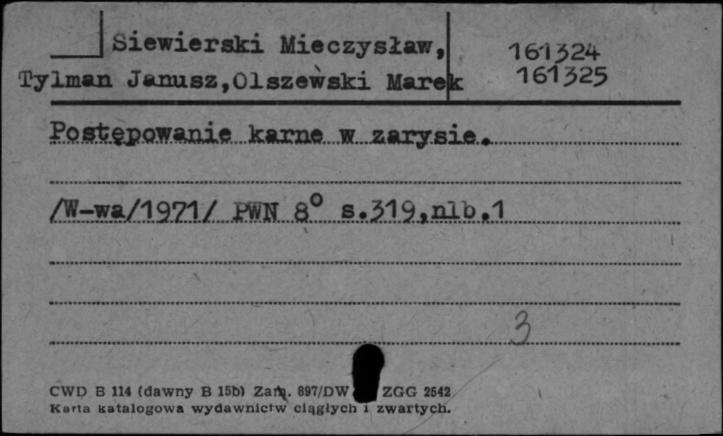 Siewierski Mieczysław, 161324
Tylman Janusz,Olszewski Marek 161325
Postępowanie karne w zarysie.
/W-wa/1971/ PWN 8° s.319,nlb.1
3
CWD B 114 (dawny B 15b) Zam. 897/DW ZGG 2542
Karta katalogowa wydawnictw ciągłych i zwartych.